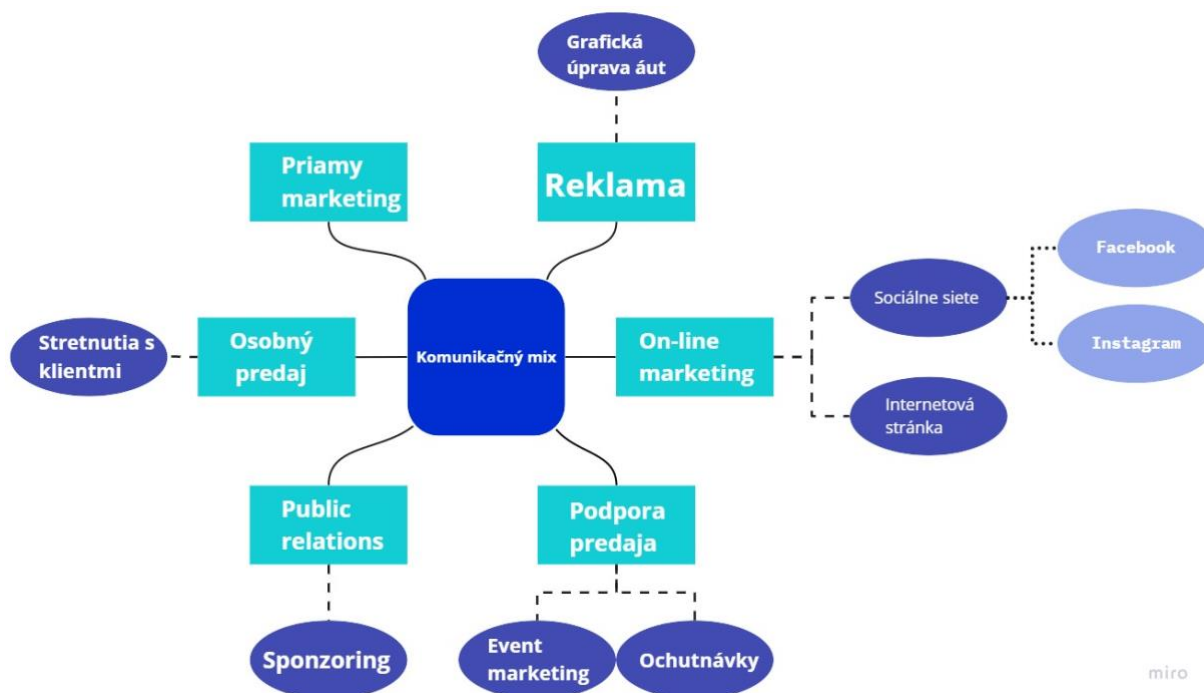 Grafická
úprava áut
Priamy
marketing
Reklama
Facebook
Sociálne siete
Instagram
Stretnutia s
klientmi
Osobný
predaj
Komunikačný mix
On-line
marketing
Internetová
stránka
Public
relations
Podpora
predaja
Sponzoring
Event
marketing
Ochutnávky
miro